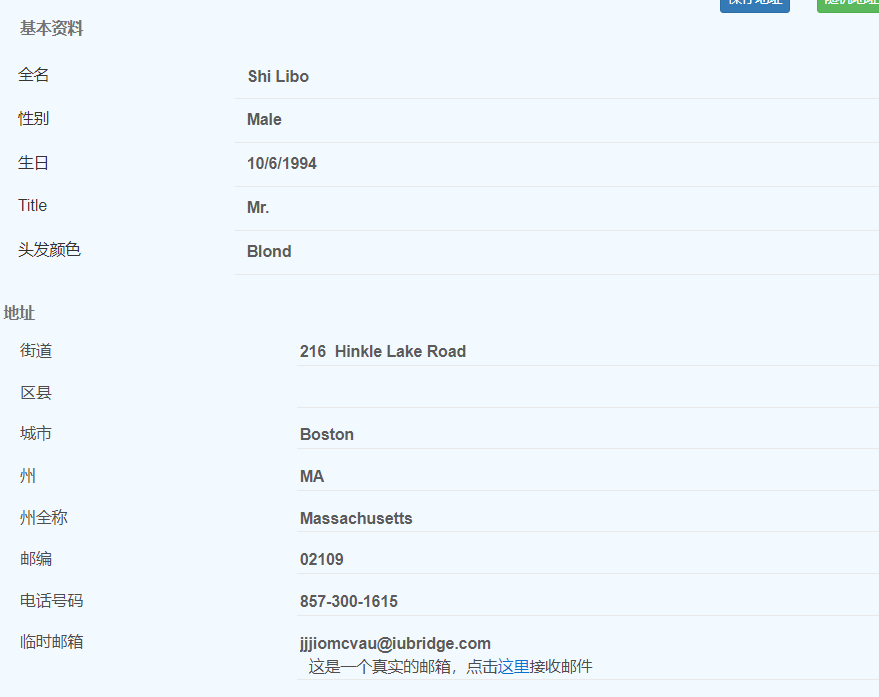 基本资料
全名 Shi Libo
性别 Male
生日 10/6/1994
Title Mr.
头发颜色 Blond
地址
街道 216 Hinkle Lake Road
区县
城市 Boston
州 MA
州全称 Massachusetts
邮编 02109
电话号码 857-300-1615
临时邮箱 jjjiomcvau@iubridge.com
这是一个真实的邮箱，点击这里接收邮件